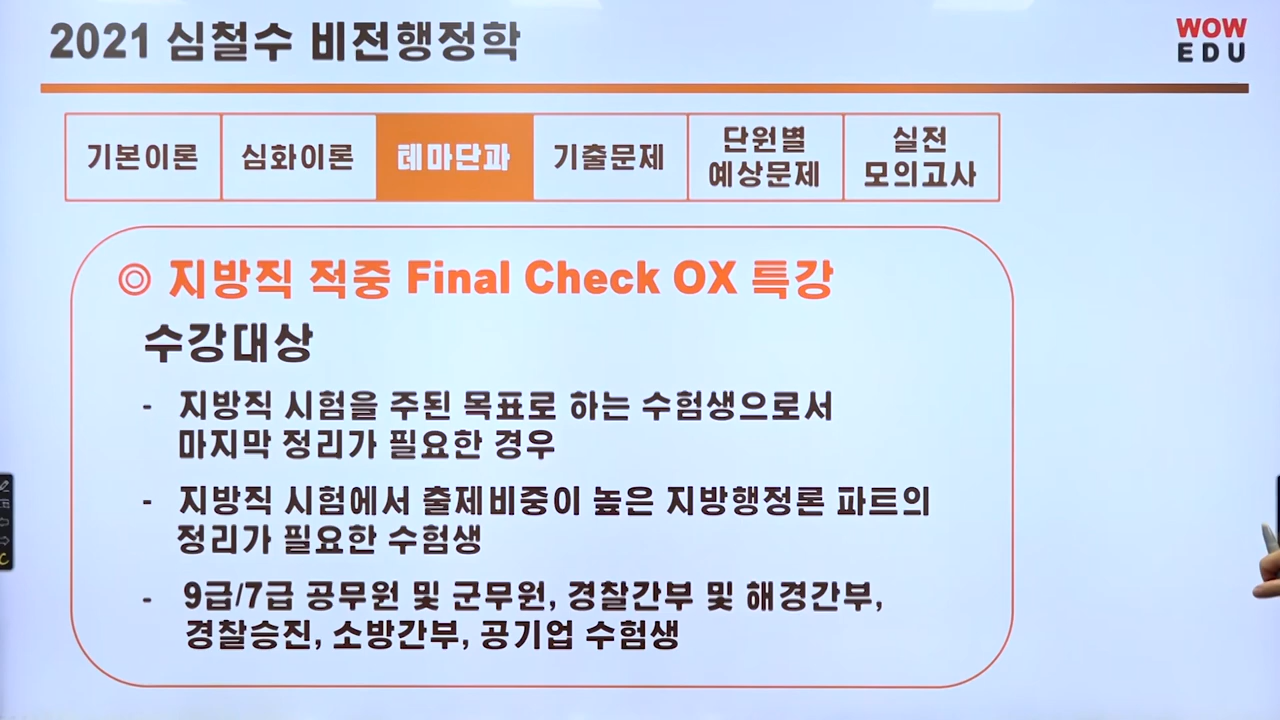 2021 심철수 비전행정학
WOW
EDU
기본이론
심화이론
테마단과
기출문제
단원별
예상문제
실전
모의고사
◎ 지방직 적중 Final Check OX 특강
수강대상
- 지방직 시험을 주된 목표로 하는 수험생으로서
마지막 정리가 필요한 경우
- 지방직 시험에서 출제비중이 높은 지방행정론 파트의
정리가 필요한 수험생
- 9급/7급 공무원 및 군무원, 경찰간부 및 해경간부,
경찰승진, 소방간부, 공기업 수험생